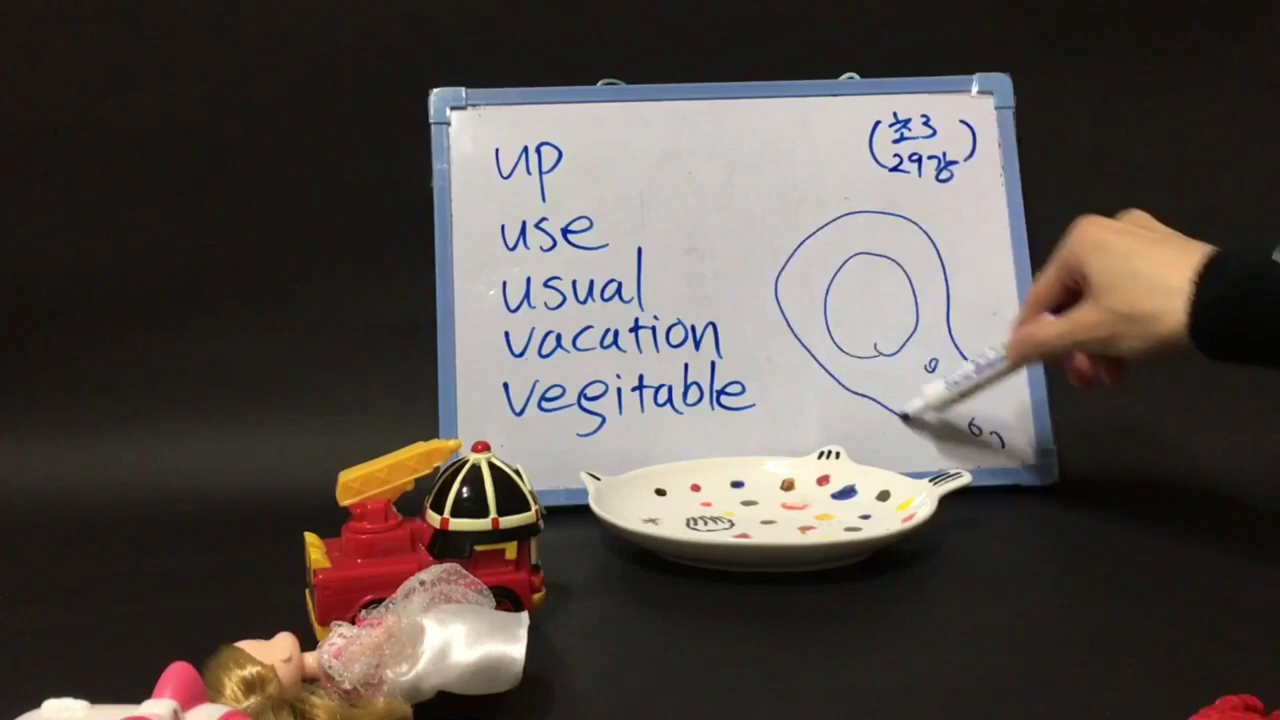 up
use
usual
vacation
vegitable
(초3
29강)